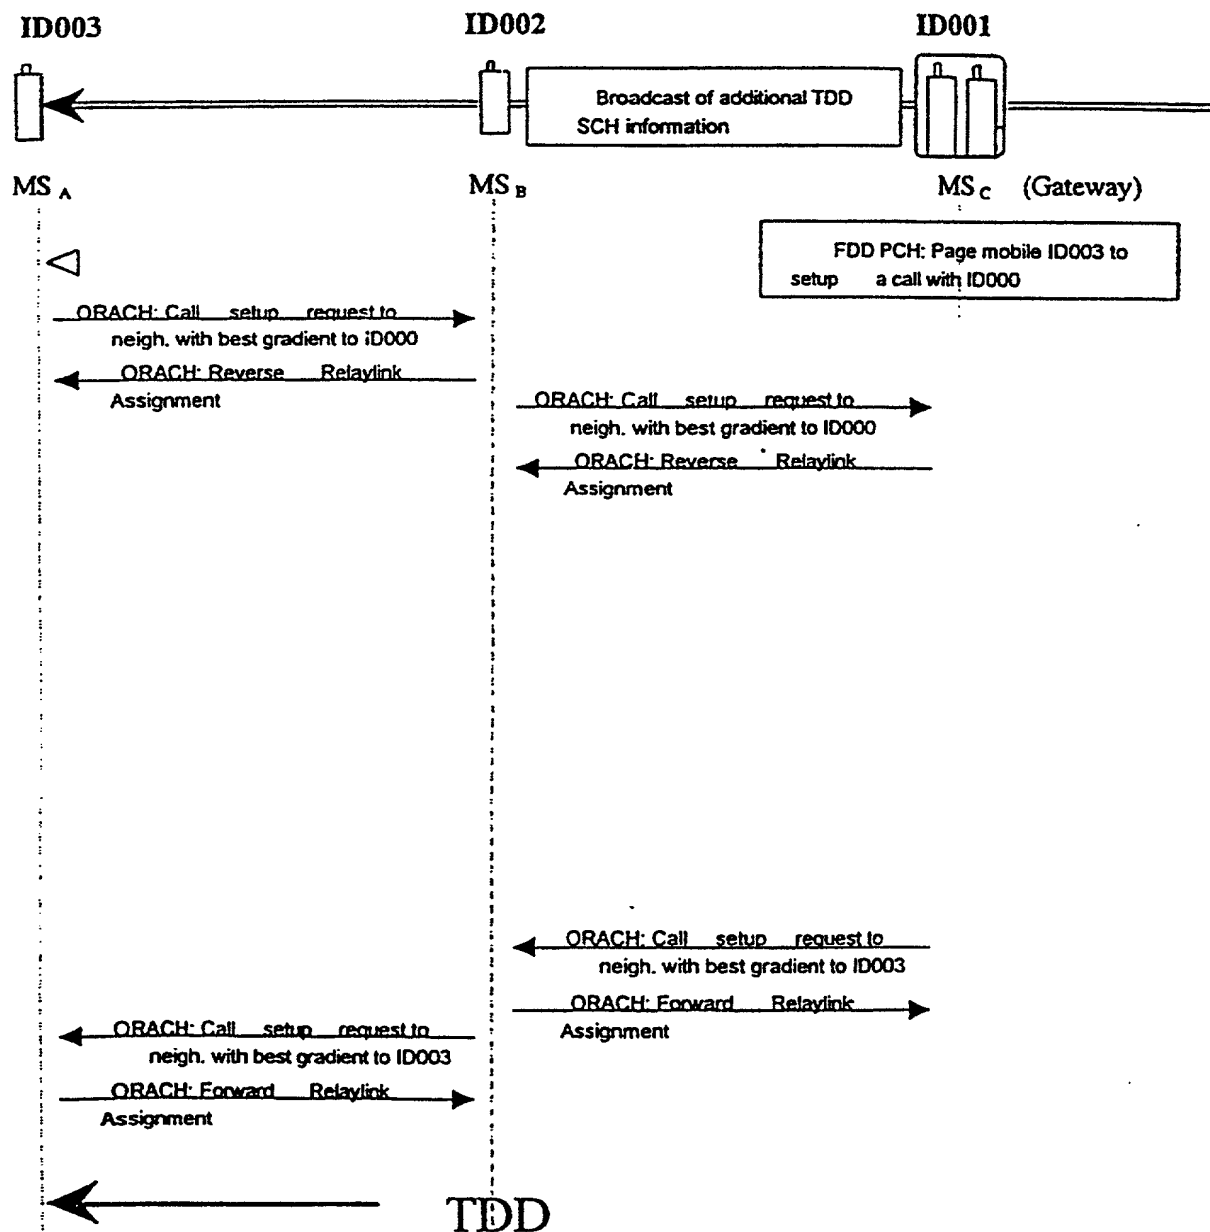 ID003 ID002 ID001
Broadcast of additional TDD
SCH information
MS A MS B MS C (Gateway)
FDD PCH: Page mobile ID003 to
setup a call with ID000
ORACH: Call setup request to
neigh. with best gradient to iD000
ORACH: Reverse Relaylink
Assignment
ORACH: Call setup request to
neigh. with best gradient to ID000
ORACH: Reverse Relaylink
Assignment
ORACH: Call setup request to
neigh. with best gradient to ID003
ORACH: Forward Relaylink
Assignment
ORACH: Call setup request to
neigh. with best gradient to ID003
ORACH: Forward Relaylink
Assignment
TDD